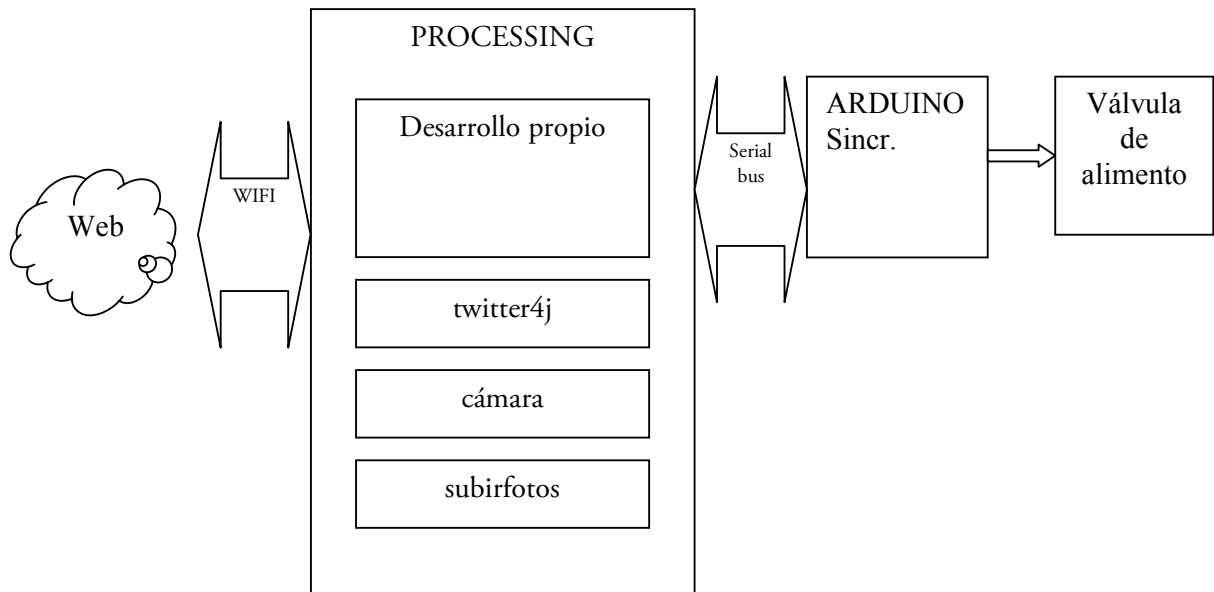 PROCESSING
Desarrollo propio
twitter4j
cámara
subirfotos
Web
WIFI
Serial
bus
ARDUINO
Sincr.
Válvula
de
alimento